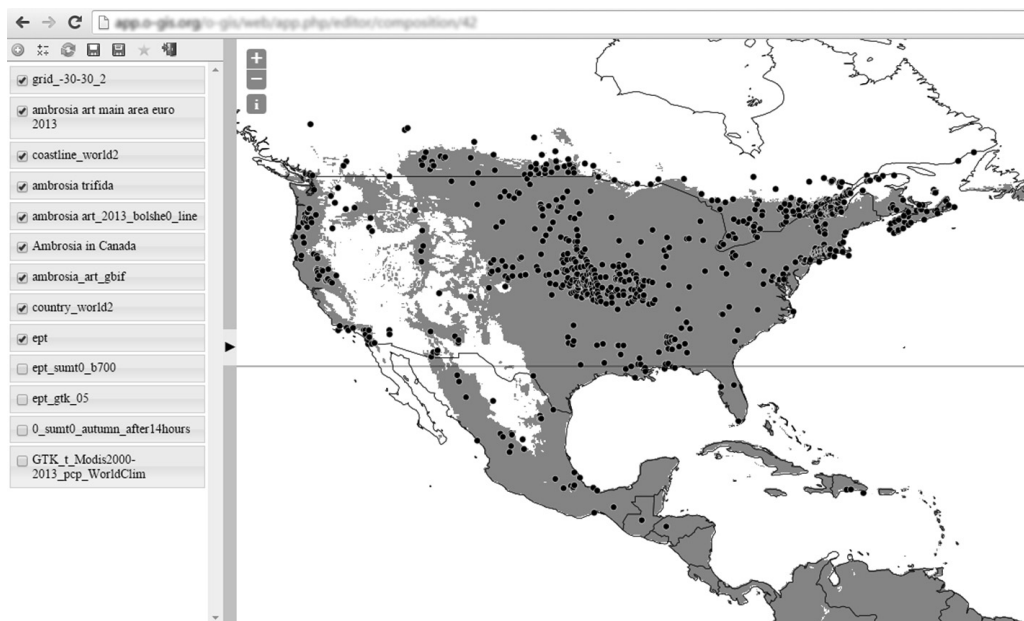 app.o-gis.org/o-gis/web/app.php/editor/composition/42
grid_-30-30_2
ambrosia art main area euro
2013
coastline_world2
ambrosia trifida
ambrosia art_2013_bolshe0_line
Ambrosia in Canada
ambrosia_art_gbif
country_world2
ept
ept_sumt0_b700
ept_gtk_05
0_sumt0_autumn_after14hours
GTK_t_Modis2000-
2013_pcp_WorldClim
+
−
i